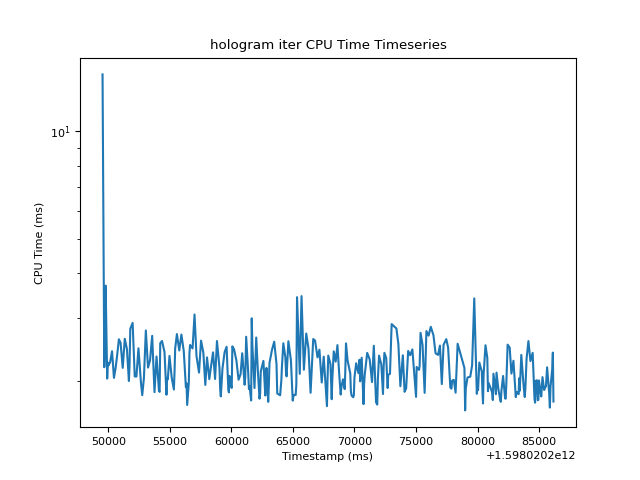 hologram iter CPU Time Timeseries
10¹
CPU Time (ms)
50000 55000 60000 65000 70000 75000 80000 85000
Timestamp (ms) +1.5980202e12